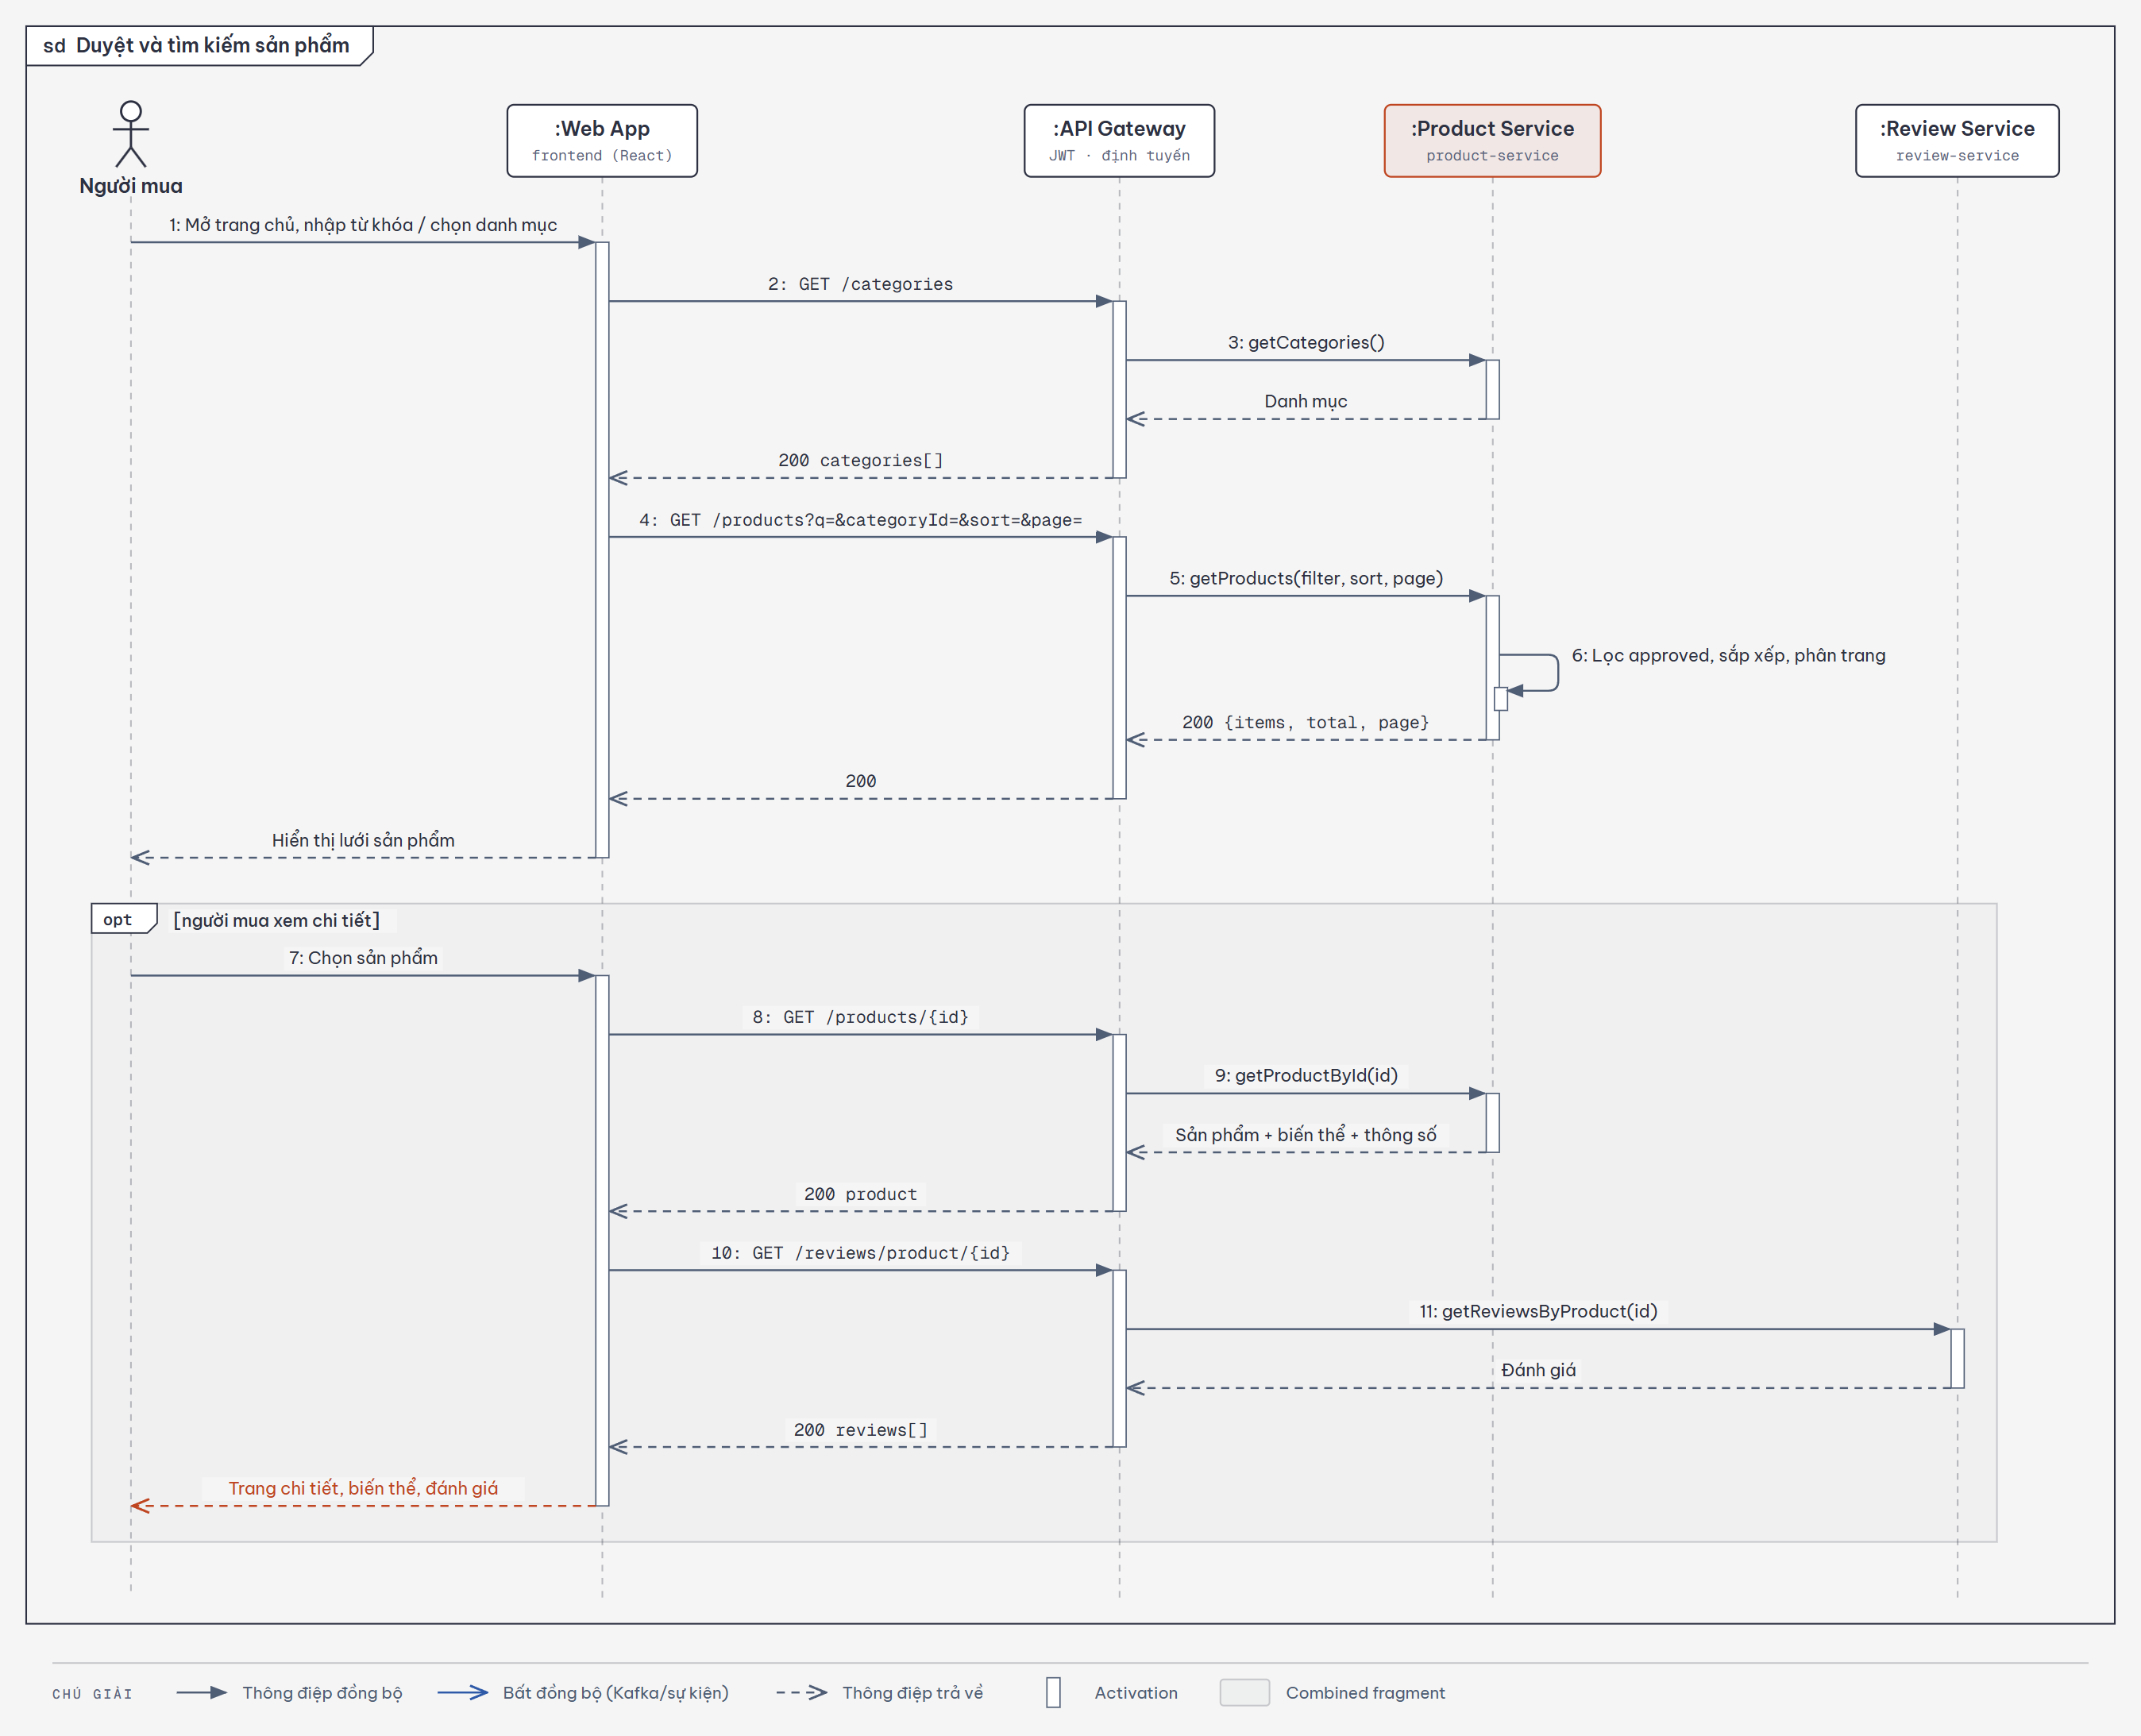 sd Duyệt và tìm kiếm sản phẩm
Người mua
:Web App
frontend (React)
:API Gateway
JWT · định tuyến
:Product Service
product-service
:Review Service
review-service
1: Mở trang chủ, nhập từ khóa / chọn danh mục
2: GET /categories
3: getCategories()
Danh mục
200 categories[]
4: GET /products?q=&categoryId=&sort=&page=
5: getProducts(filter, sort, page)
6: Lọc approved, sắp xếp, phân trang
200 {items, total, page}
200
Hiển thị lưới sản phẩm
opt [người mua xem chi tiết]
7: Chọn sản phẩm
8: GET /products/{id}
9: getProductById(id)
Sản phẩm + biến thể + thông số
200 product
10: GET /reviews/product/{id}
11: getReviewsByProduct(id)
Đánh giá
200 reviews[]
Trang chi tiết, biến thể, đánh giá
CHÚ GIẢI
Thông điệp đồng bộ
Bất đồng bộ (Kafka/sự kiện)
Thông điệp trả về
Activation
Combined fragment